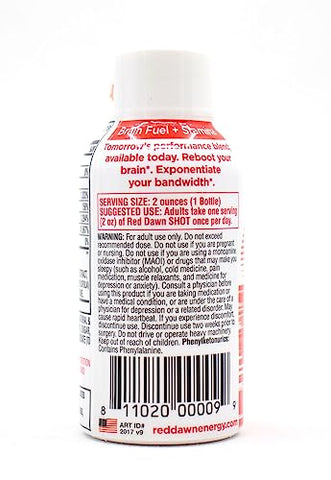 Brain Fuel + Stamina
Tomorrow's performance blend,
available today. Reboot your
brain*. Exponentiate
your bandwidth*.
SERVING SIZE: 2 ounces (1 Bottle)
SUGGESTED USE: Adults take one serving
(2 oz) of Red Dawn SHOT once per day.
WARNING: For adult use only. Do not exceed
recommended dose. Do not use if you are pregnant
or nursing. Do not use if you are using a monoamine
oxidase inhibitor (MAOI) or drugs that may make you
sleepy (such as alcohol, cold medicine, pain
medication, muscle relaxants, and medicine for
depression or anxiety). Consult a physician before
using this product if you are taking medication or
have a medical condition, or are under the care of a
physician for depression or a related disorder. May
cause rapid heartbeat. If you experience discomfort,
discontinue use. Discontinue use two weeks prior to
surgery. Do not drive or operate heavy machinery.
Keep out of reach of children. Phenylketonurics:
Contains Phenylalanine.
8 11020 00009 9
ART ID#
2017 v9
reddawnenergy.com